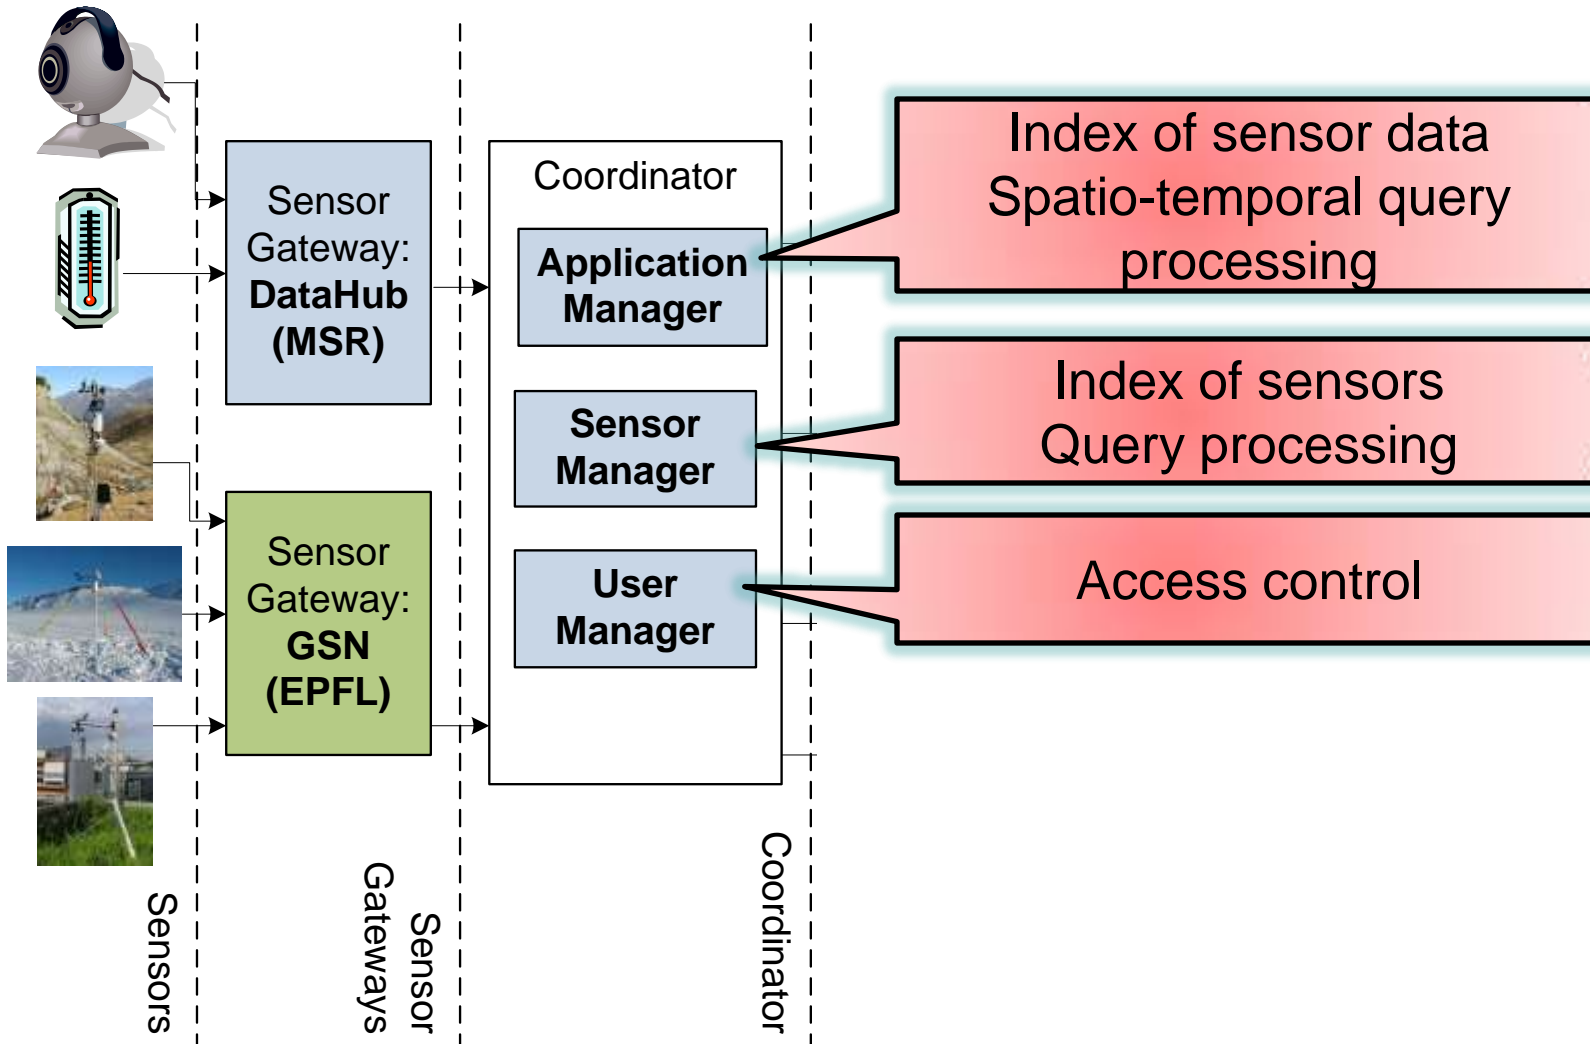 Sensor
Gateway:
DataHub
(MSR)
Sensor
Gateway:
GSN
(EPFL)
Coordinator
Application
Manager
Sensor
Manager
User
Manager
Index of sensor data
Spatio-temporal query
processing
Index of sensors
Query processing
Access control
Sensors
Sensor
Gateways
Coordinator